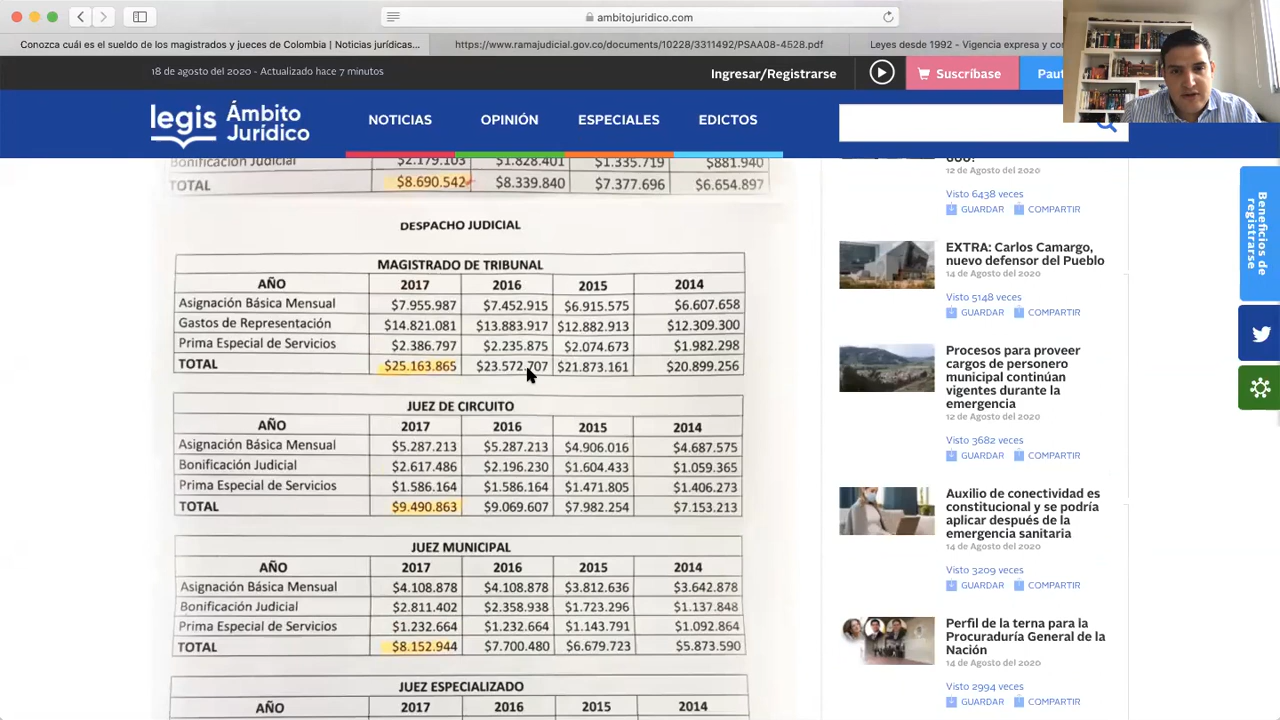 ambitojuridico.com
Conozca cuál es el sueldo de los magistrados y jueces de Colombia | Noticias jurídicas...
https://www.ramajudicial.gov.co/documents/10228/3311492/PSAA08-4528.pdf
Leyes desde 1992 - Vigencia expresa y con
18 de agosto del 2020 - Actualizado hace 7 minutos
Ingresar/Registrarse
Suscríbase
Paut
legis Ámbito Jurídico
NOTICIAS OPINIÓN ESPECIALES EDICTOS
Bonificación Judicial $2.179.103 $1.828.401 $1.335.719 $881.940
TOTAL $8.690.542 $8.339.840 $7.377.696 $6.654.897
DESPACHO JUDICIAL
MAGISTRADO DE TRIBUNAL
AÑO 2017 2016 2015 2014
Asignación Básica Mensual $7.955.987 $7.452.915 $6.915.575 $6.607.658
Gastos de Representación $14.821.081 $13.883.917 $12.882.913 $12.309.300
Prima Especial de Servicios $2.386.797 $2.235.875 $2.074.673 $1.982.298
TOTAL $25.163.865 $23.572.707 $21.873.161 $20.899.256
JUEZ DE CIRCUITO
AÑO 2017 2016 2015 2014
Asignación Básica Mensual $5.287.213 $5.287.213 $4.906.016 $4.687.575
Bonificación Judicial $2.617.486 $2.196.230 $1.604.433 $1.059.365
Prima Especial de Servicios $1.586.164 $1.586.164 $1.471.805 $1.406.273
TOTAL $9.490.863 $9.069.607 $7.982.254 $7.153.213
JUEZ MUNICIPAL
AÑO 2017 2016 2015 2014
Asignación Básica Mensual $4.108.878 $4.108.878 $3.812.636 $3.642.878
Bonificación Judicial $2.811.402 $2.358.938 $1.723.296 $1.137.848
Prima Especial de Servicios $1.232.664 $1.232.664 $1.143.791 $1.092.864
TOTAL $8.152.944 $7.700.480 $6.679.723 $5.873.590
JUEZ ESPECIALIZADO
AÑO 2017 2016 2015 2014
12 de Agosto del 2020
Visto 6438 veces
GUARDAR COMPARTIR
EXTRA: Carlos Camargo,
nuevo defensor del Pueblo
14 de Agosto del 2020
Visto 5148 veces
GUARDAR COMPARTIR
Procesos para proveer
cargos de personero
municipal continúan
vigentes durante la
emergencia
12 de Agosto del 2020
Visto 3682 veces
GUARDAR COMPARTIR
Auxilio de conectividad es
constitucional y se podría
aplicar después de la
emergencia sanitaria
14 de Agosto del 2020
Visto 3209 veces
GUARDAR COMPARTIR
Perfil de la terna para la
Procuraduría General de la
Nación
14 de Agosto del 2020
Visto 2994 veces
GUARDAR COMPARTIR
Beneficios de
registrarse